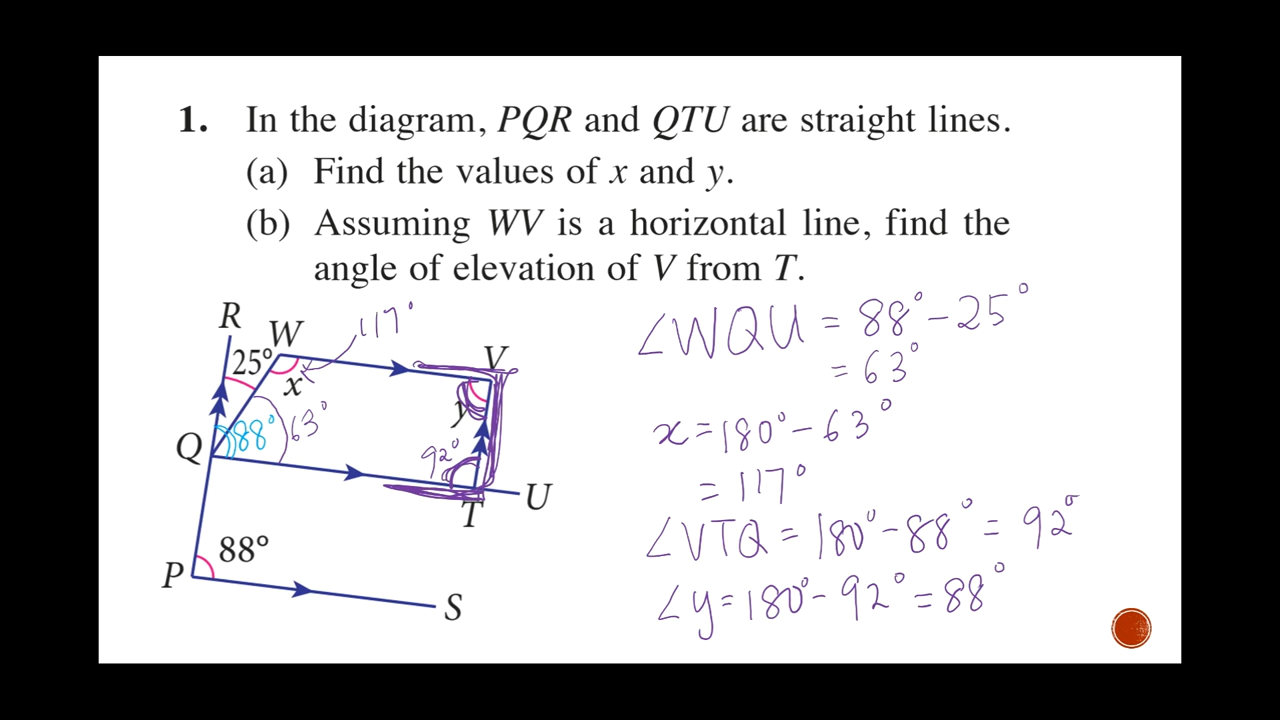 1. In the diagram, PQR and QTU are straight lines.
(a) Find the values of x and y.
(b) Assuming WV is a horizontal line, find the
angle of elevation of V from T.
R
W
117°
V
25°
x
y
Q
88°
63°
92°
T
U
88°
P
S
∠WQU = 88° - 25°
= 63°
x = 180° - 63°
= 117°
∠VTQ = 180° - 88° = 92°
∠y = 180° - 92° = 88°